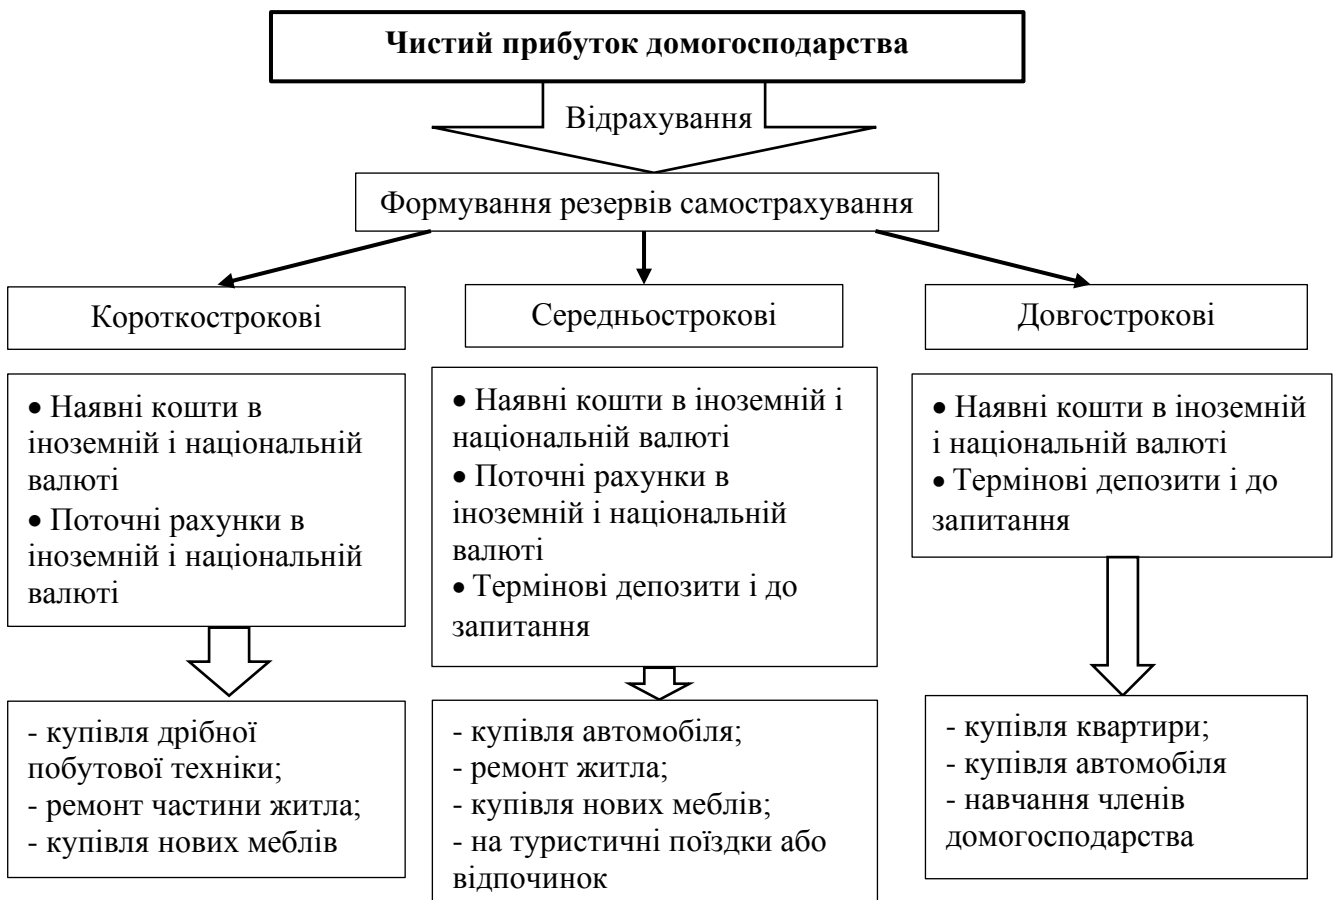 Чистий прибуток домогосподарства
Відрахування
Формування резервів самострахування
Короткострокові
Середньострокові
Довгострокові
• Наявні кошти в
іноземній і національній
валюті
• Поточні рахунки в
іноземній і національній
валюті
• Наявні кошти в іноземній і
національній валюті
• Поточні рахунки в
іноземній і національній
валюті
• Термінові депозити і до
запитання
• Наявні кошти в іноземній
і національній валюті
• Термінові депозити і до
запитання
- купівля дрібної
побутової техніки;
- ремонт частини житла;
- купівля нових меблів
- купівля автомобіля;
- ремонт житла;
- купівля нових меблів;
- на туристичні поїздки або
відпочинок
- купівля квартири;
- купівля автомобіля
- навчання членів
домогосподарства